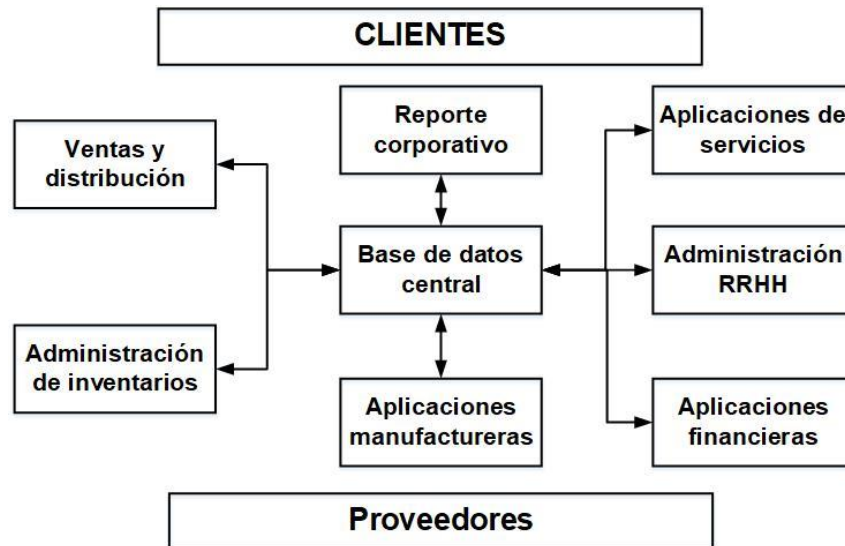 CLIENTES
Reporte
corporativo
Aplicaciones de
servicios
Ventas y
distribución
Base de datos
central
Administración
RRHH
Administración
de inventarios
Aplicaciones
manufactureras
Aplicaciones
financieras
Proveedores